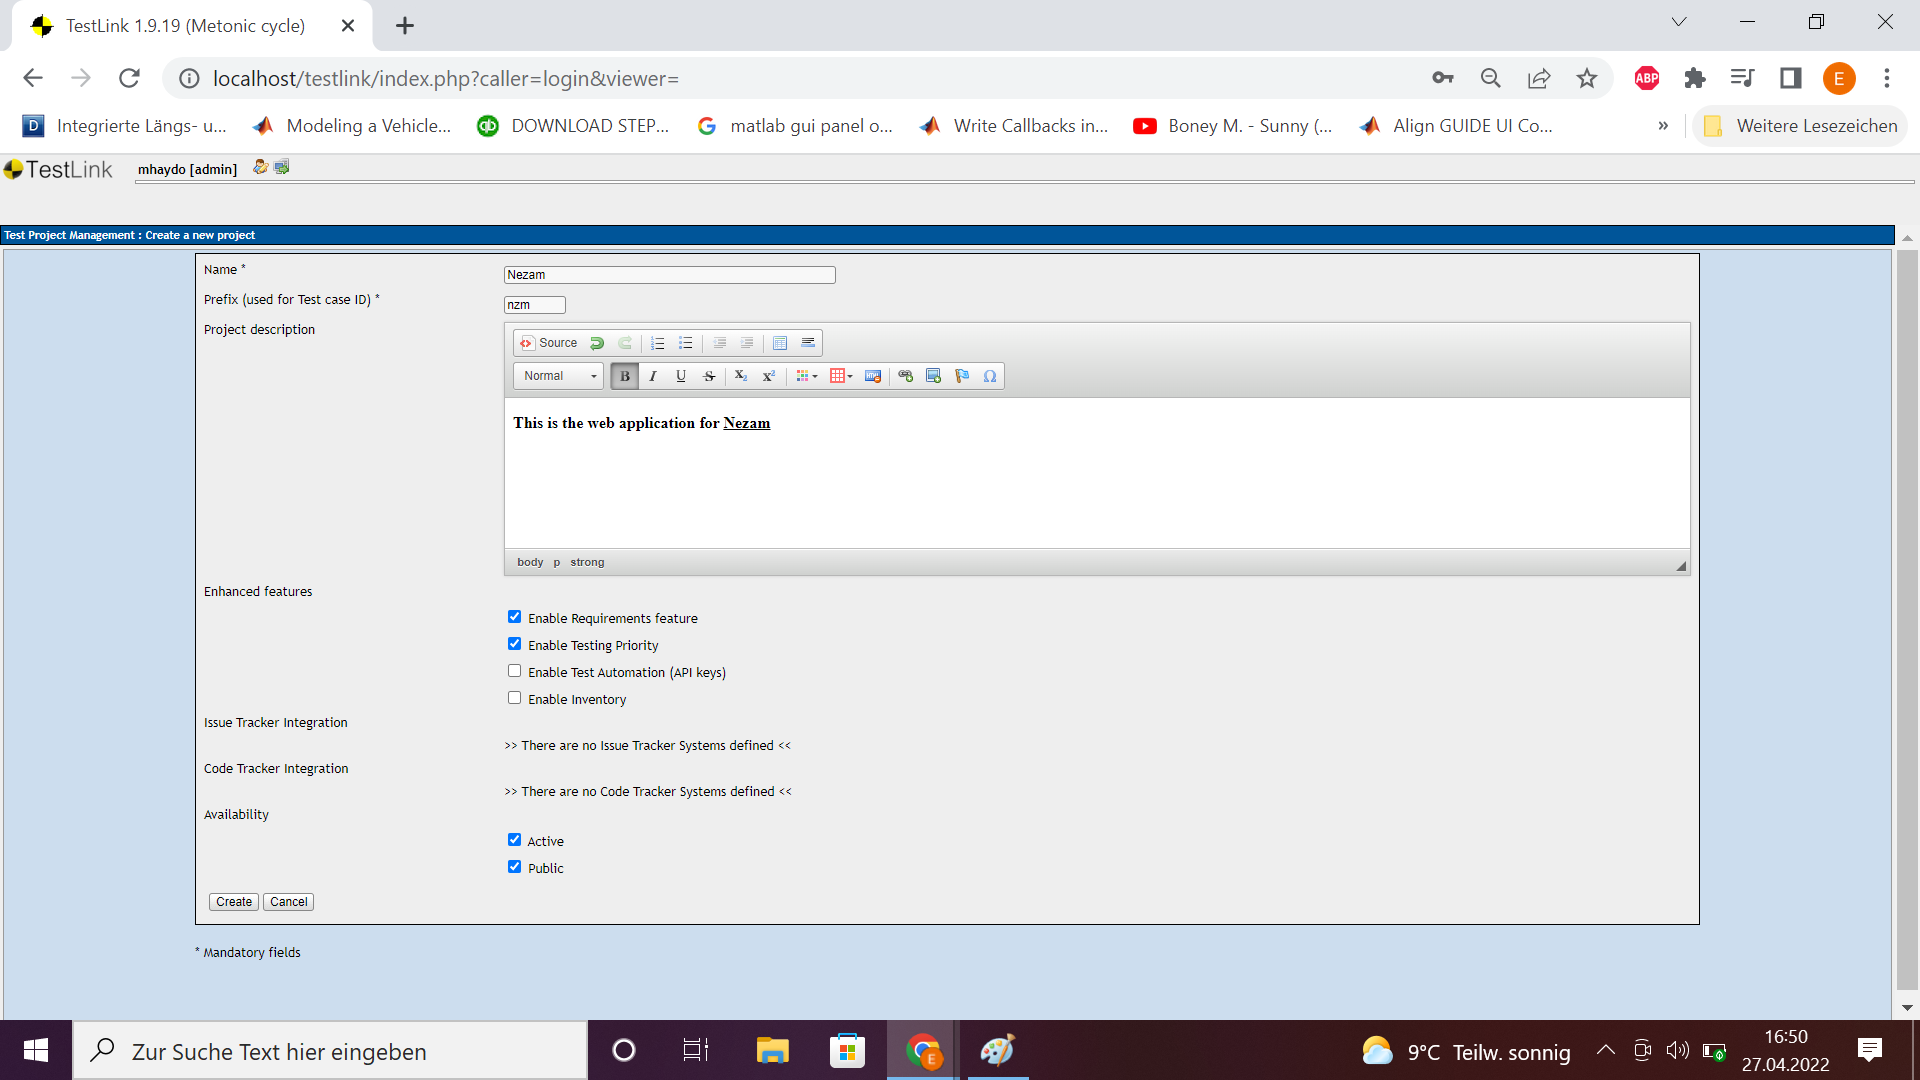 TestLink 1.9.19 (Metonic cycle)
localhost/testlink/index.php?caller=login&viewer=
ABP
E
D Integrierte Längs- u... Modeling a Vehicle... DOWNLOAD STEP... matlab gui panel o... Write Callbacks in... Boney M. - Sunny (... Align GUIDE UI Co... » Weitere Lesezeichen
TestLink mhaydo [admin]
Test Project Management : Create a new project
Name *
Nezam
Prefix (used for Test case ID) *
nzm
Project description
Source
Normal B I U S X₂ X² Ω
This is the web application for Nezam
body p strong
Enhanced features
Enable Requirements feature
Enable Testing Priority
Enable Test Automation (API keys)
Enable Inventory
Issue Tracker Integration
>> There are no Issue Tracker Systems defined <<
Code Tracker Integration
>> There are no Code Tracker Systems defined <<
Availability
Active
Public
Create Cancel
* Mandatory fields
Zur Suche Text hier eingeben
E
9°C Teilw. sonnig
16:50
27.04.2022